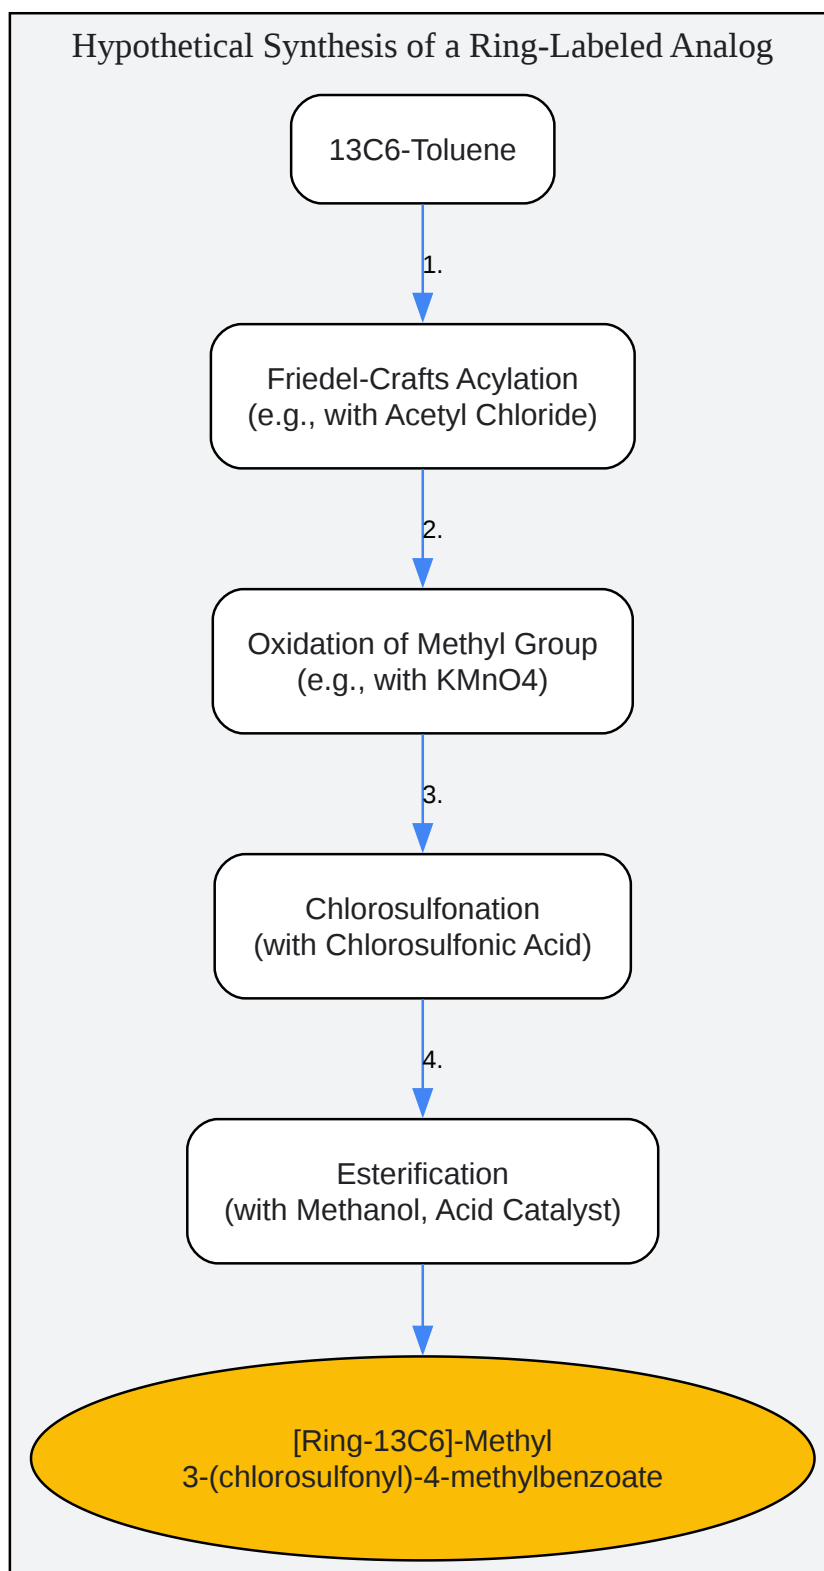 Hypothetical Synthesis of a Ring-Labeled Analog
13C6-Toluene
1.
Friedel-Crafts Acylation
(e.g., with Acetyl Chloride)
2.
Oxidation of Methyl Group
(e.g., with KMnO4)
3.
Chlorosulfonation
(with Chlorosulfonic Acid)
4.
Esterification
(with Methanol, Acid Catalyst)
[Ring-13C6]-Methyl
3-(chlorosulfonyl)-4-methylbenzoate